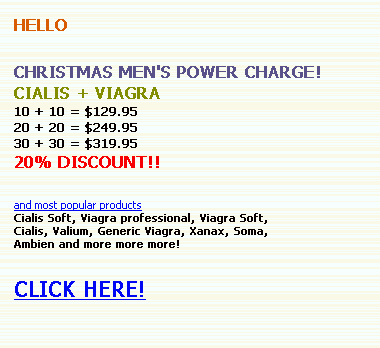 HELLO
CHRISTMAS MEN'S POWER CHARGE!
CIALIS + VIAGRA
10 + 10 = $129.95
20 + 20 = $249.95
30 + 30 = $319.95
20% DISCOUNT!!
and most popular products
Cialis Soft, Viagra professional, Viagra Soft,
Cialis, Valium, Generic Viagra, Xanax, Soma,
Ambien and more more more!
CLICK HERE!